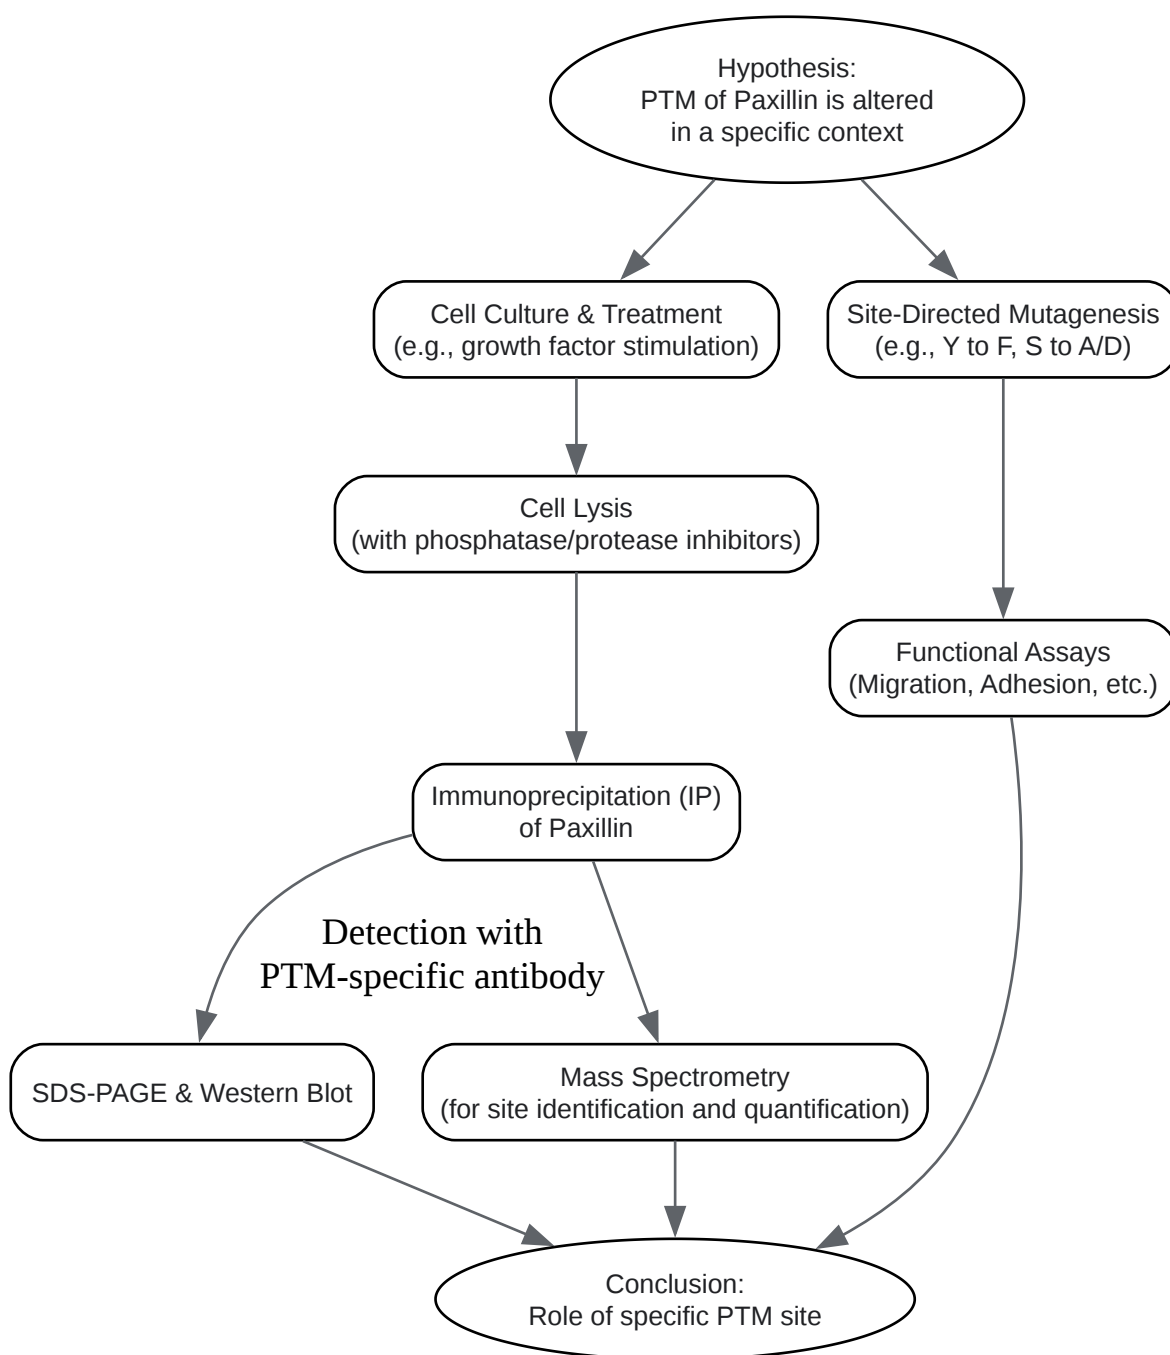 Hypothesis:
PTM of Paxillin is altered
in a specific context
Cell Culture & Treatment
(e.g., growth factor stimulation)
Site-Directed Mutagenesis
(e.g., Y to F, S to A/D)
Cell Lysis
(with phosphatase/protease inhibitors)
Functional Assays
(Migration, Adhesion, etc.)
Immunoprecipitation (IP)
of Paxillin
Detection with
PTM-specific antibody
SDS-PAGE & Western Blot
Mass Spectrometry
(for site identification and quantification)
Conclusion:
Role of specific PTM site